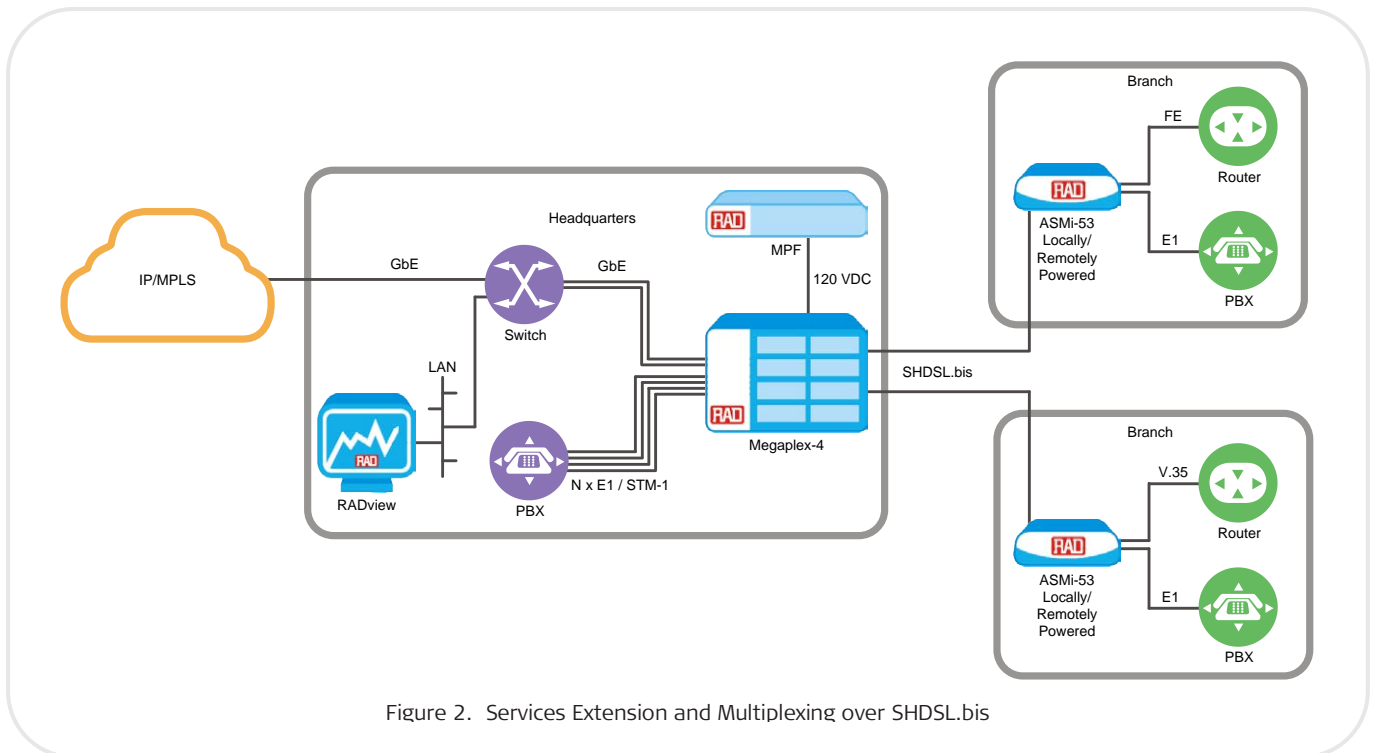 IP/MPLS
GbE
Headquarters
GbE
Switch
LAN
RAD
RADview
PBX
N x E1 / STM-1
RAD
MPF
120 VDC
RAD
Megaplex-4
SHDSL.bis
Branch
FE
Router
RAD
ASMi-53
Locally/
Remotely
Powered
E1
PBX
Branch
V.35
Router
RAD
ASMi-53
Locally/
Remotely
Powered
E1
PBX
Figure 2. Services Extension and Multiplexing over SHDSL.bis